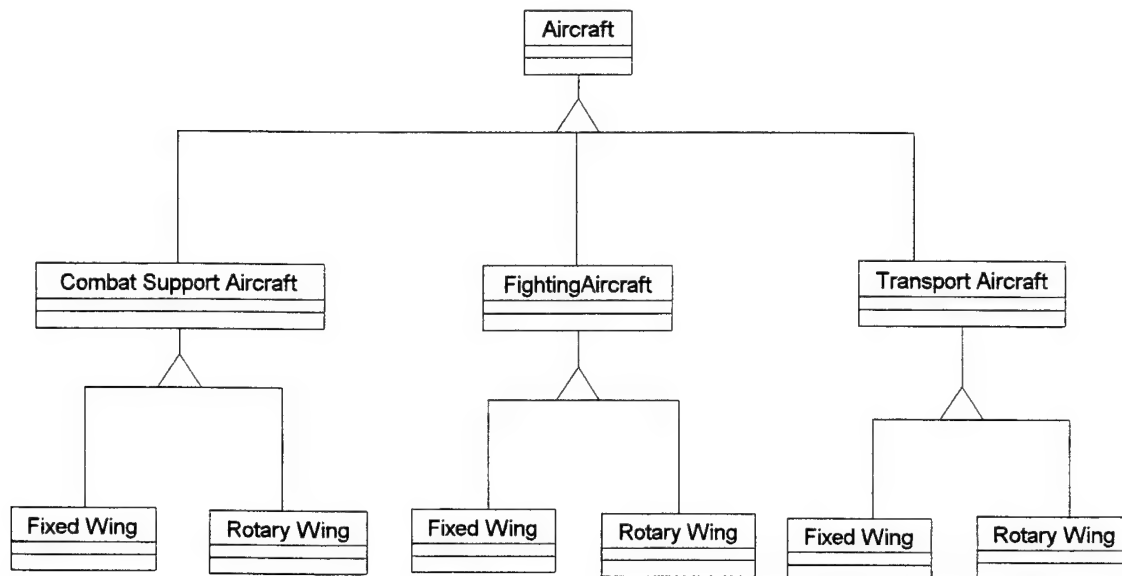 Aircraft
Combat Support Aircraft
FightingAircraft
Transport Aircraft
Fixed Wing
Rotary Wing
Fixed Wing
Rotary Wing
Fixed Wing
Rotary Wing